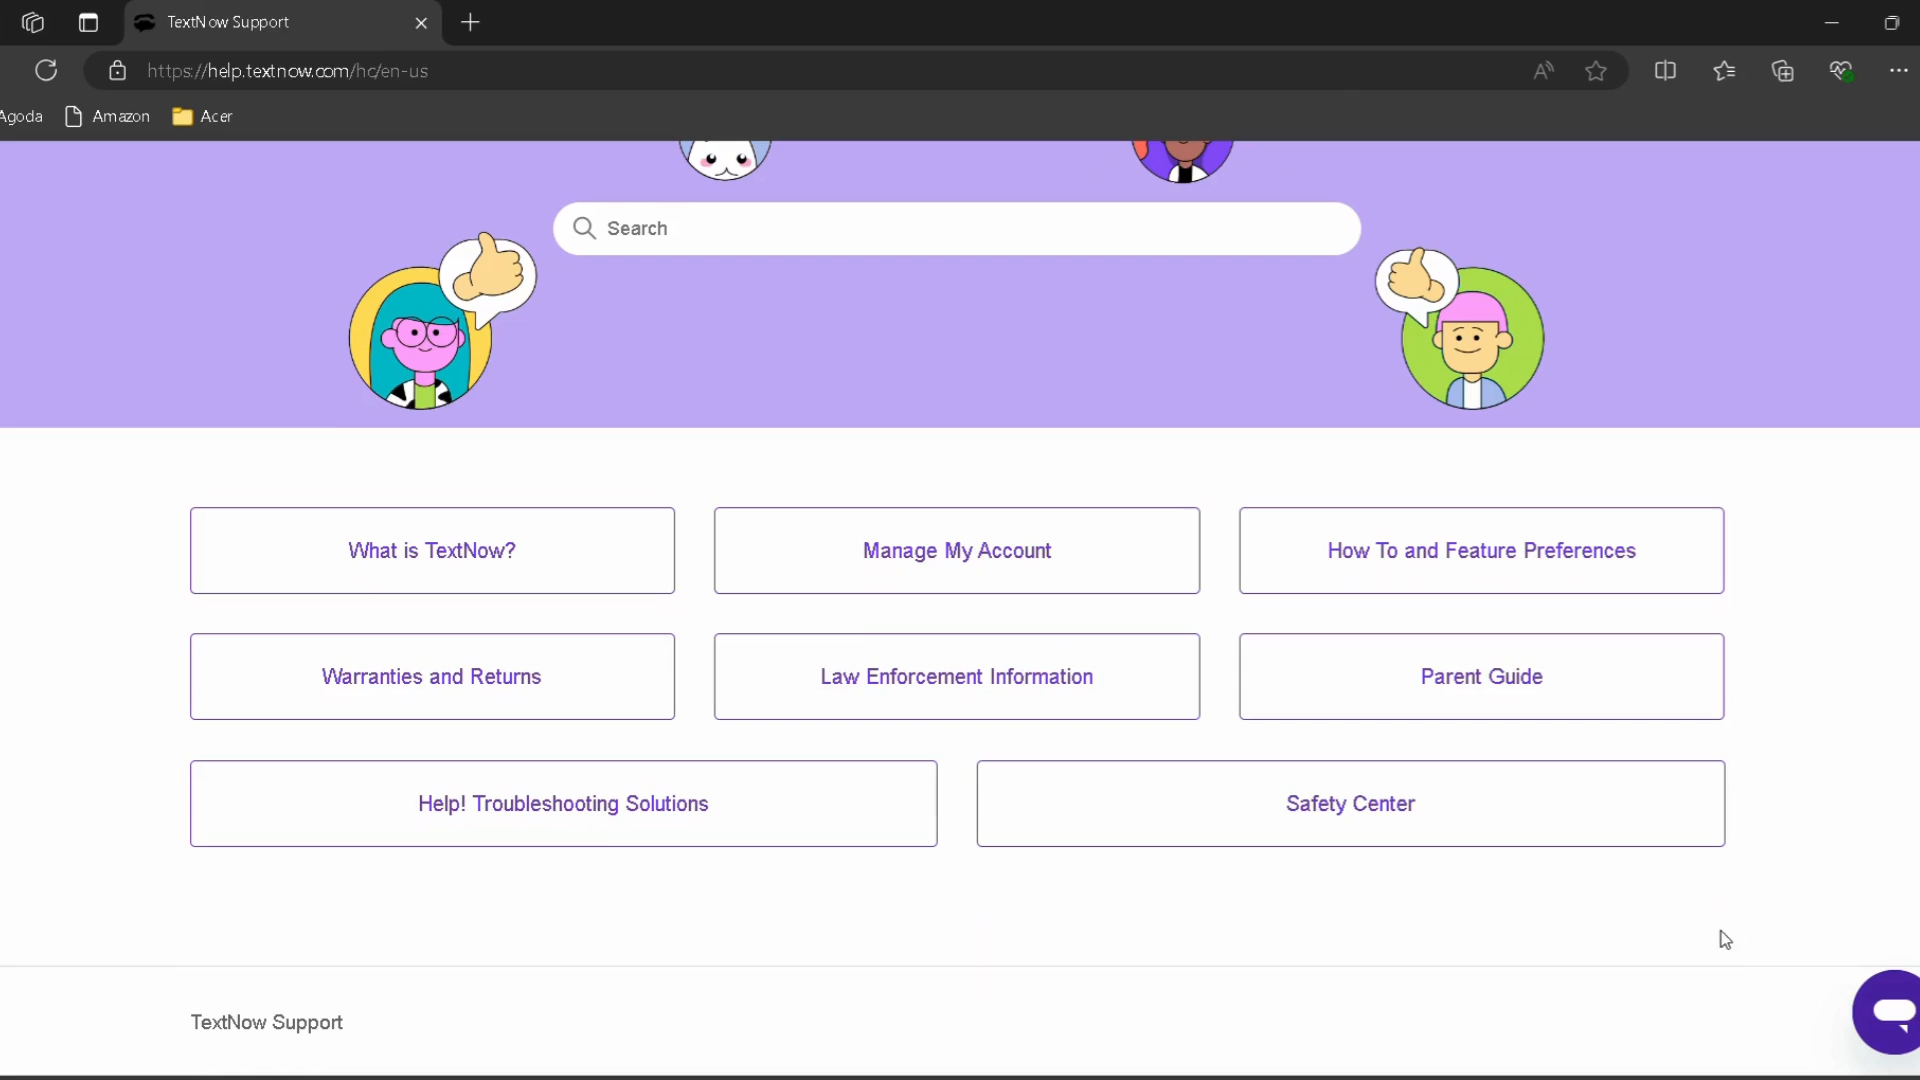 TextNow Support
https://help.textnow.com/hc/en-us
Agoda
Amazon
Acer
Search
What is TextNow?
Manage My Account
How To and Feature Preferences
Warranties and Returns
Law Enforcement Information
Parent Guide
Help! Troubleshooting Solutions
Safety Center
TextNow Support